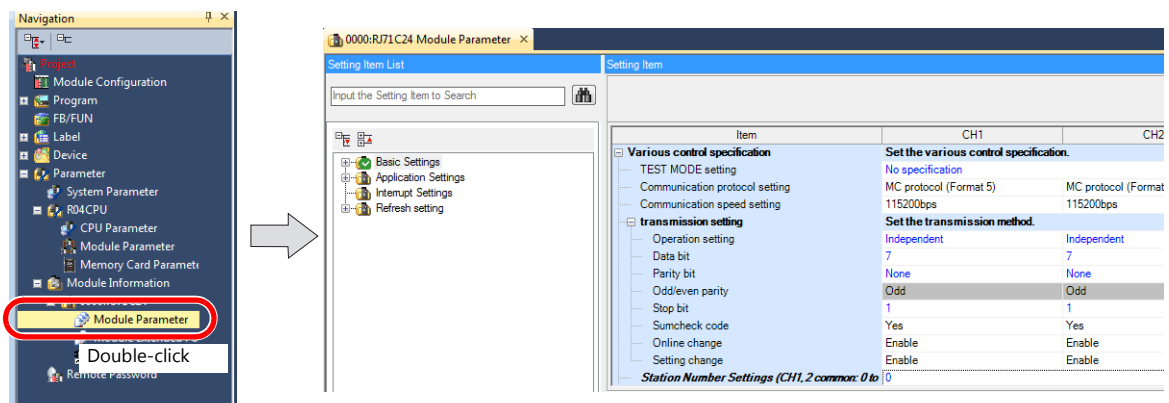 Navigation
Project
Module Configuration
Program
FB/FUN
Label
Device
Parameter
System Parameter
R04CPU
CPU Parameter
Module Parameter
Memory Card Paramete
Module Information
Module Parameter
Double-click
Remote Password
0000:RJ71C24 Module Parameter
Setting Item List
Setting Item
Input the Setting Item to Search
Basic Settings
Application Settings
Interrupt Settings
Refresh setting
Item CH1 CH2
Various control specification Set the various control specification.
TEST MODE setting No specification
Communication protocol setting MC protocol (Format 5) MC protocol (Format
Communication speed setting 115200bps 115200bps
transmission setting Set the transmission method.
Operation setting Independent Independent
Data bit 7 7
Parity bit None None
Odd/even parity Odd Odd
Stop bit 1 1
Sumcheck code Yes Yes
Online change Enable Enable
Setting change Enable Enable
Station Number Settings (CH1, 2 common: 0 to 0